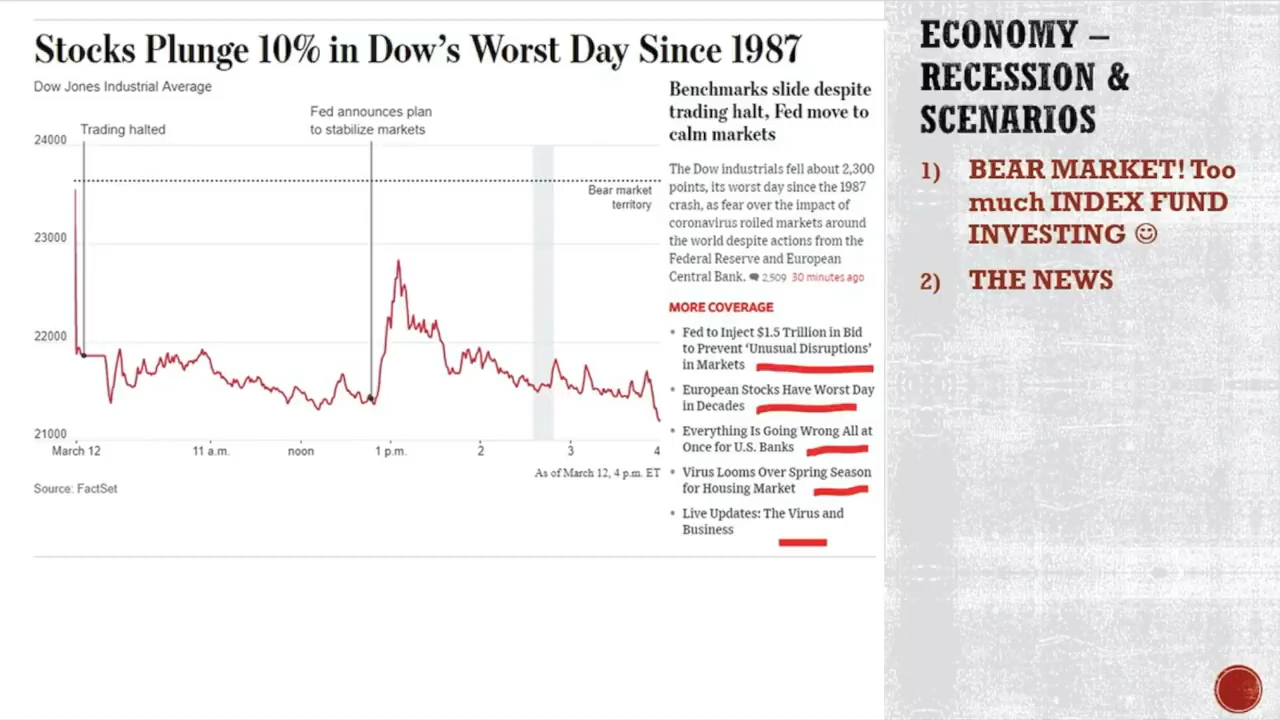 Stocks Plunge 10% in Dow's Worst Day Since 1987
Dow Jones Industrial Average
Trading halted
Fed announces plan
to stabilize markets
24000
Bear market
territory
23000
22000
21000
March 12
11 a.m.
noon
1 p.m.
2
3
4
As of March 12, 4 p.m. ET
Source: FactSet
Benchmarks slide despite
trading halt, Fed move to
calm markets
The Dow industrials fell about 2,300
points, its worst day since the 1987
crash, as fear over the impact of
coronavirus roiled markets around
the world despite actions from the
Federal Reserve and European
Central Bank. 2,509 30 minutes ago
MORE COVERAGE
• Fed to Inject $1.5 Trillion in Bid
to Prevent 'Unusual Disruptions'
in Markets
• European Stocks Have Worst Day
in Decades
• Everything Is Going Wrong All at
Once for U.S. Banks
• Virus Looms Over Spring Season
for Housing Market
• Live Updates: The Virus and
Business
ECONOMY –
RECESSION &
SCENARIOS
1) BEAR MARKET! Too
much INDEX FUND
INVESTING ☺
2) THE NEWS